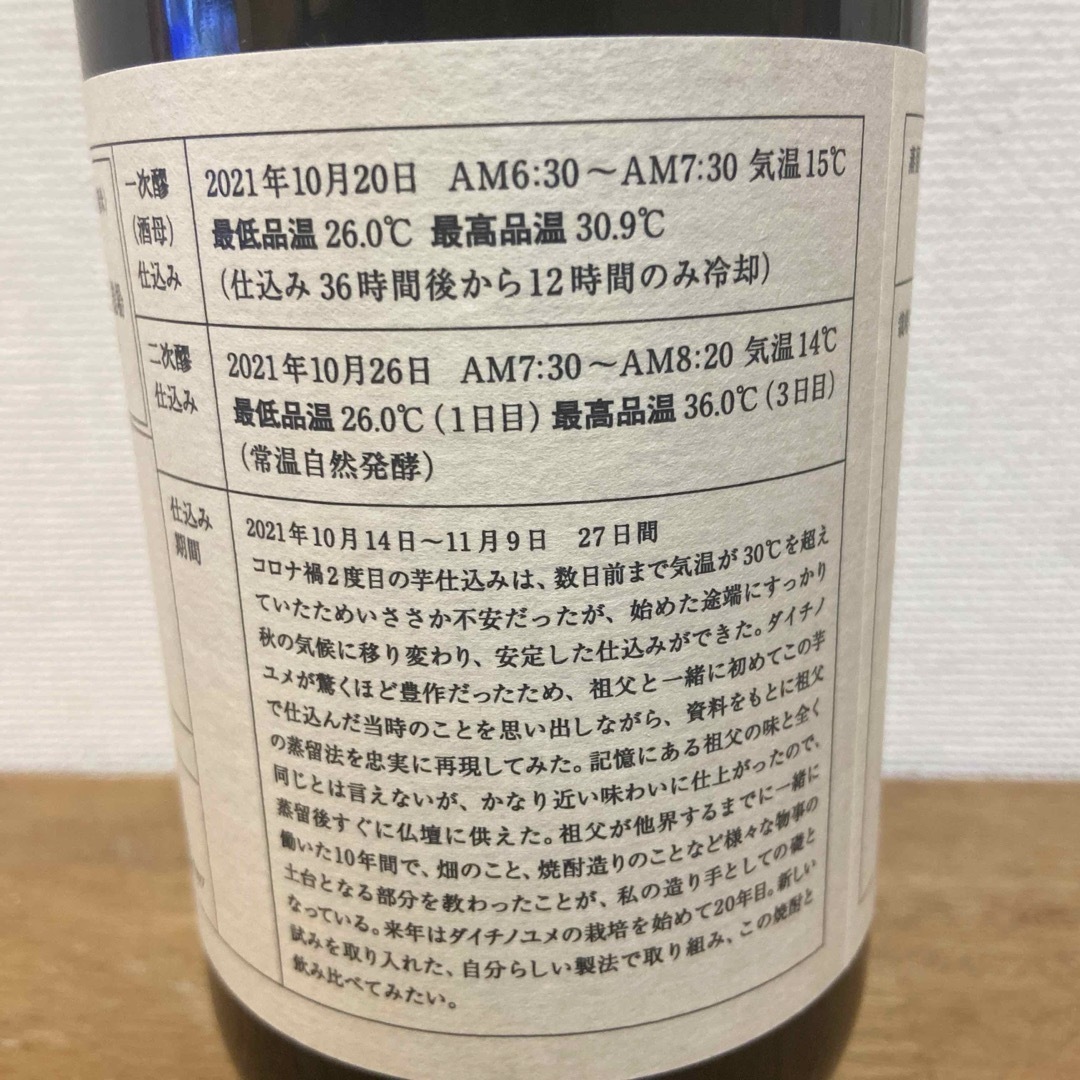 一次醪
(酒母)
仕込み
2021年10月20日 AM6:30～AM7:30 気温15℃
最低品温 26.0℃ 最高品温 30.9℃
(仕込み 36時間後から12時間のみ冷却)
二次醪
仕込み
2021年10月26日 AM7:30～AM8:20 気温14℃
最低品温 26.0℃(1日目) 最高品温 36.0℃(3日目)
(常温自然発酵)
仕込み
期間
2021年10月14日～11月9日 27日間
コロナ禍2度目の芋仕込みは、数日前まで気温が30℃を超え
ていたためいささか不安だったが、始めた途端にすっかり
秋の気候に移り変わり、安定した仕込みができた。ダイチノ
ユメが驚くほど豊作だったため、祖父と一緒に初めてこの芋
で仕込んだ当時のことを思い出しながら、資料をもとに祖父
の蒸留法を忠実に再現してみた。記憶にある祖父の味と全く
同じとは言えないが、かなり近い味わいに仕上がったので、
蒸留後すぐに仏壇に供えた。祖父が他界するまでに一緒に
働いた10年間で、畑のこと、焼酎造りのことなど様々な物事の
土台となる部分を教わったことが、私の造り手としての礎と
なっている。来年はダイチノユメの栽培を始めて20年目。新しい
試みを取り入れた、自分らしい製法で取り組み、この焼酎と
飲み比べてみたい。